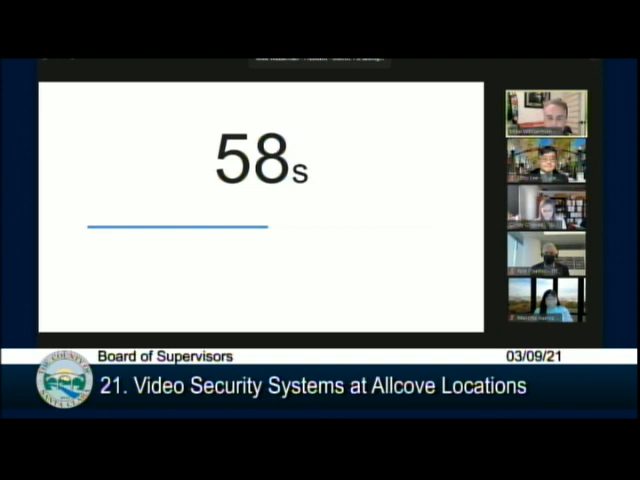 58s
Board of Supervisors
03/09/21
21. Video Security Systems at Allcove Locations